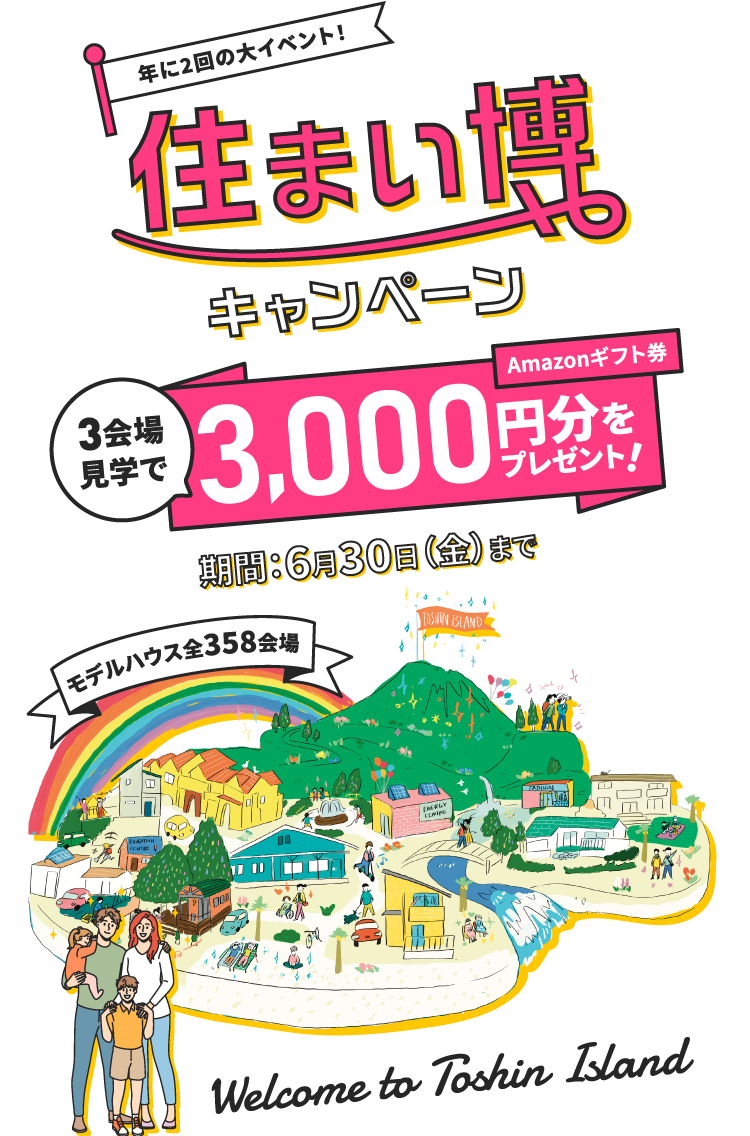 年に2回の大イベント！
住まい博
キャンペーン
Amazonギフト券
3会場
見学で
3,000円分を
プレゼント！
期間：6月30日（金）まで
TOSHIN ISLAND
モデルハウス全358会場
ENERGY
CENTRE
Welcome to Toshin Island